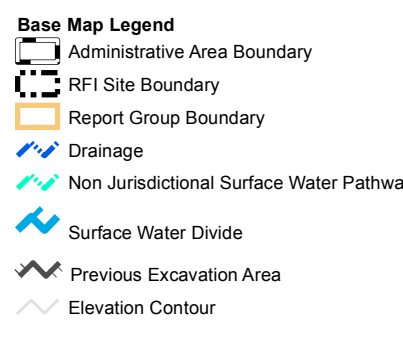 Base Map Legend
Administrative Area Boundary
RFI Site Boundary
Report Group Boundary
Drainage
Non Jurisdictional Surface Water Pathwa
Surface Water Divide
Previous Excavation Area
Elevation Contour